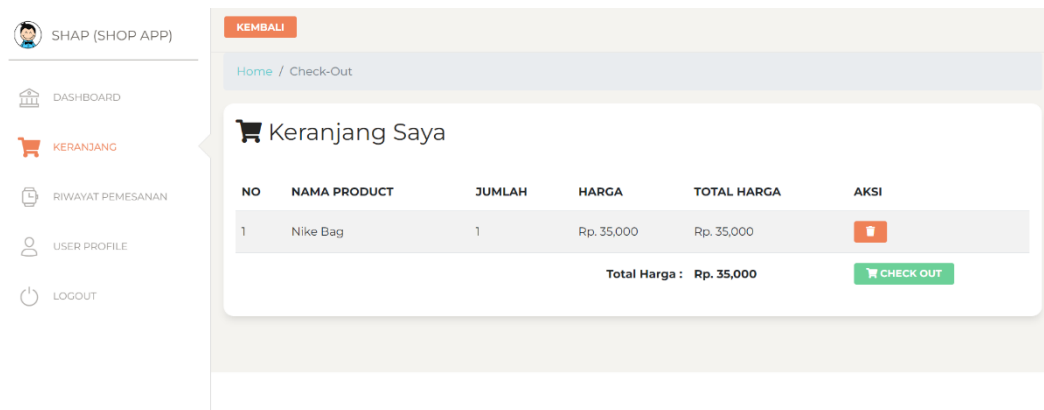 SHAP (SHOP APP)
DASHBOARD
KERANJANG
RIWAYAT PEMESANAN
USER PROFILE
LOGOUT
KEMBALI
Home / Check-Out
Keranjang Saya
NO NAMA PRODUCT JUMLAH HARGA TOTAL HARGA AKSI
1 Nike Bag 1 Rp. 35,000 Rp. 35,000
Total Harga : Rp. 35,000 CHECK OUT